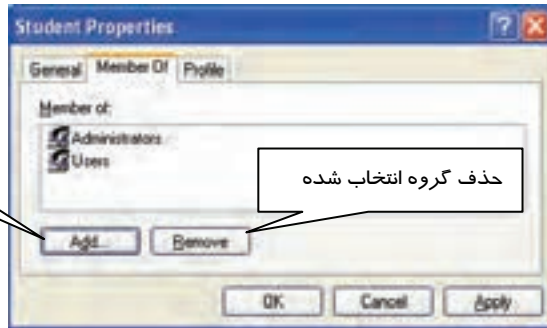 Student Properties
General Member Of Profile
Member of:
Administrators
Users
حذف گروه انتخاب شده
Add... Remove
OK Cancel Apply